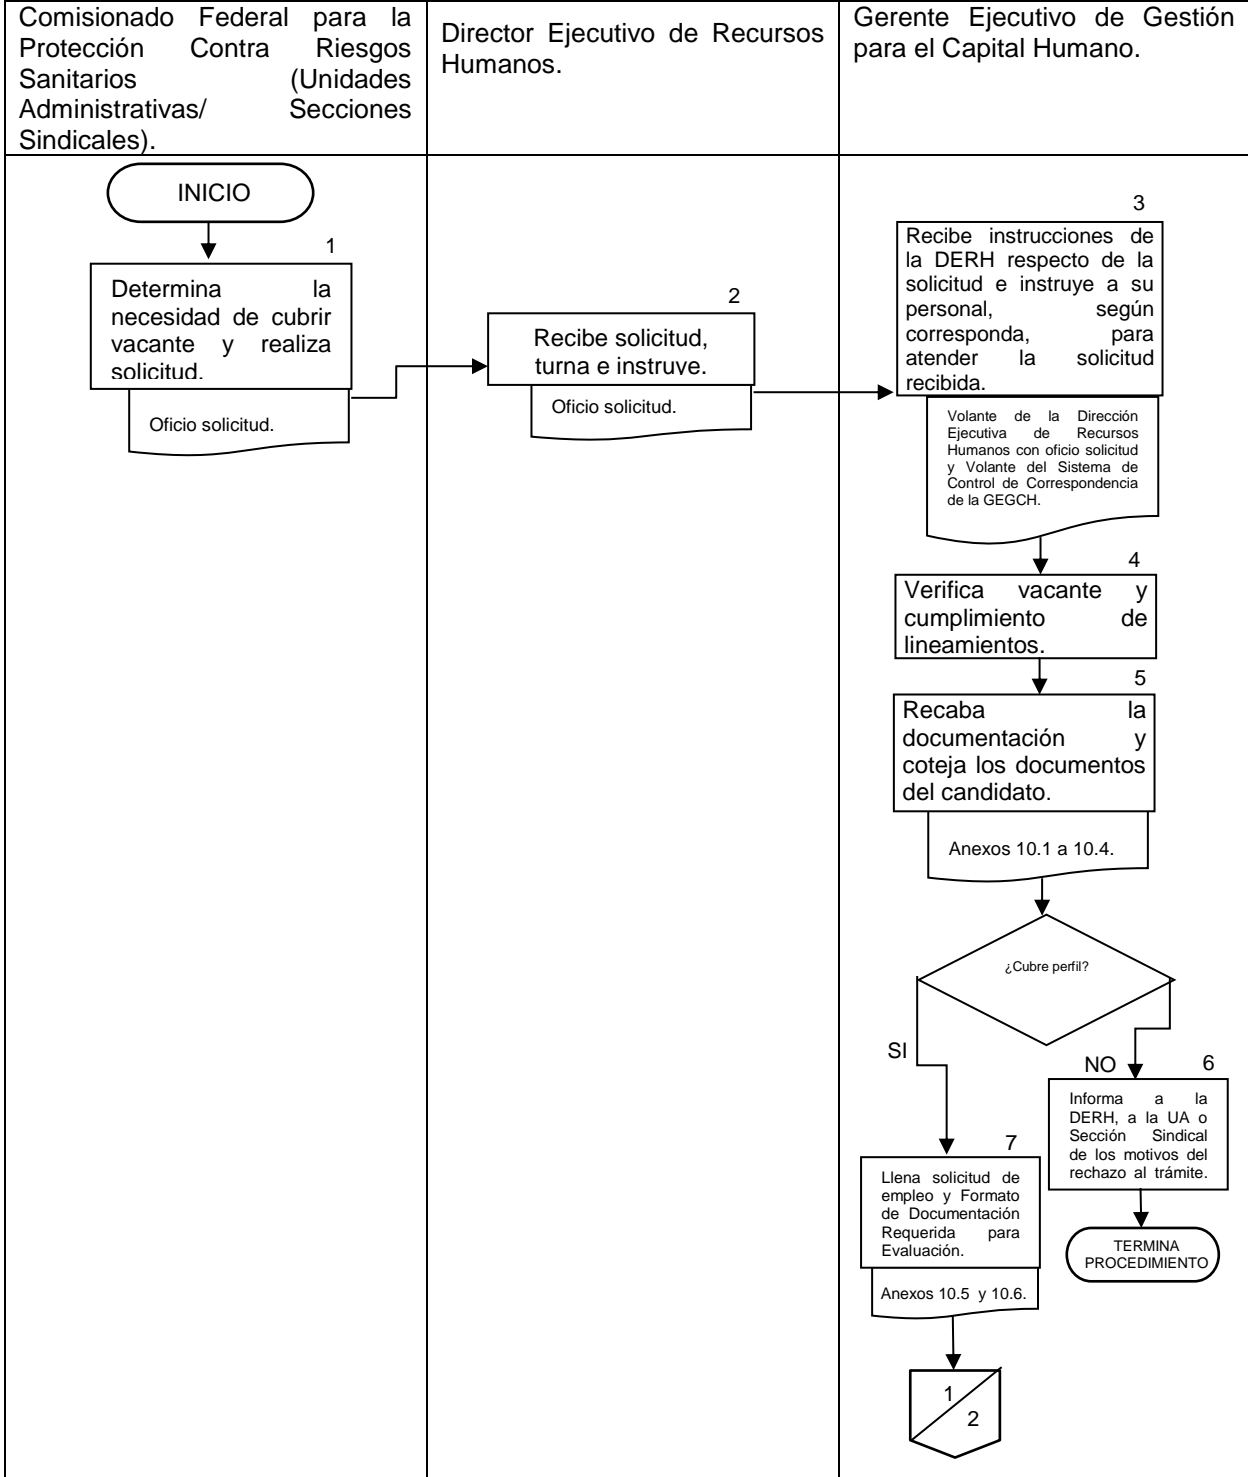 Comisionado Federal para la
Protección Contra Riesgos
Sanitarios (Unidades
Administrativas/ Secciones
Sindicales).
Director Ejecutivo de Recursos
Humanos.
Gerente Ejecutivo de Gestión
para el Capital Humano.
INICIO
1
Determina la
necesidad de cubrir
vacante y realiza
solicitud.
Oficio solicitud.
2
Recibe solicitud,
turna e instruye.
Oficio solicitud.
3
Recibe instrucciones de
la DERH respecto de la
solicitud e instruye a su
personal, según
corresponda, para
atender la solicitud
recibida.
Volante de la Dirección
Ejecutiva de Recursos
Humanos con oficio solicitud
y Volante del Sistema de
Control de Correspondencia
de la GEGCH.
4
Verifica vacante y
cumplimiento de
lineamientos.
5
Recaba la
documentación y
coteja los documentos
del candidato.
Anexos 10.1 a 10.4.
¿Cubre perfil?
SI
NO
6
Informa a la
DERH, a la UA o
Sección Sindical
de los motivos del
rechazo al trámite.
TERMINA
PROCEDIMIENTO
7
Llena solicitud de
empleo y Formato
de Documentación
Requerida para
Evaluación.
Anexos 10.5 y 10.6.
1
2